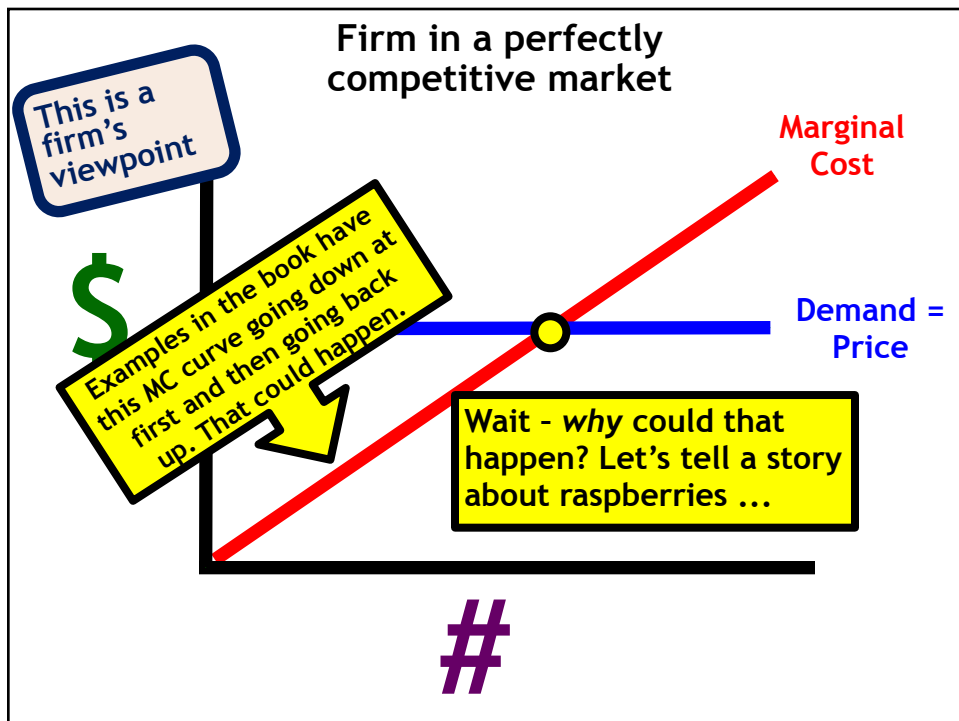 Firm in a perfectly
competitive market
This is a
firm’s
viewpoint
Marginal
Cost
$
Examples in the book have
this MC curve going down at
first and then going back
up. That could happen.
Demand =
Price
Wait – why could that
happen? Let’s tell a story
about raspberries ...
#